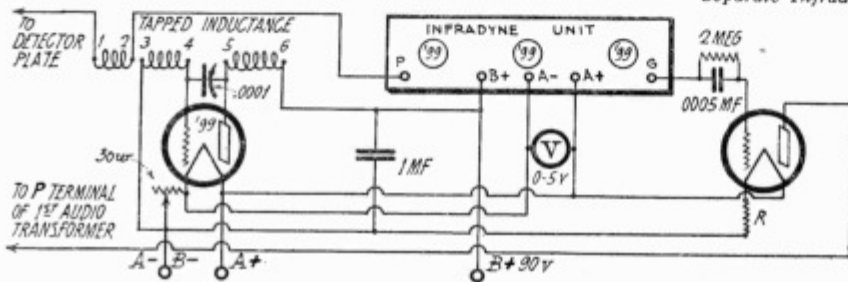 Separate Infrad
TO DETECTOR PLATE
1 2 3 4 5 6
TAPPED INDUCTANCE
.0001
'99
INFRADYNE UNIT
'99 '99 '99
P B+ A- A+ G
2 MEG
.0005 MF
1 MF
V
0-5 V
30ω
TO P TERMINAL
OF 1ST AUDIO
TRANSFORMER
R
A- B- A+
B+ 90 V